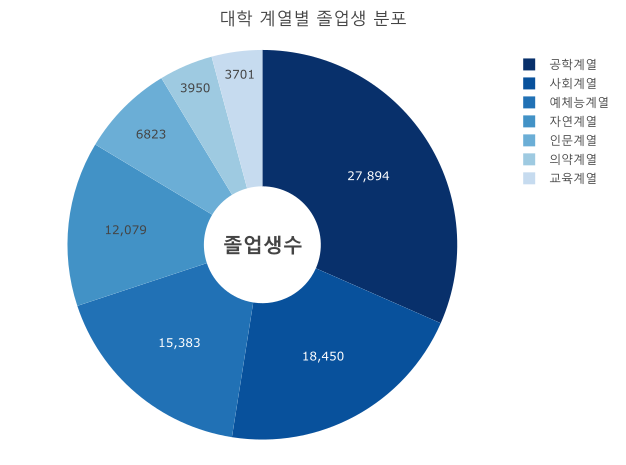 대학 계열별 졸업생 분포
공학계열
사회계열
예체능계열
자연계열
인문계열
의약계열
교육계열
3701
3950
6823
27,894
12,079
졸업생수
15,383
18,450